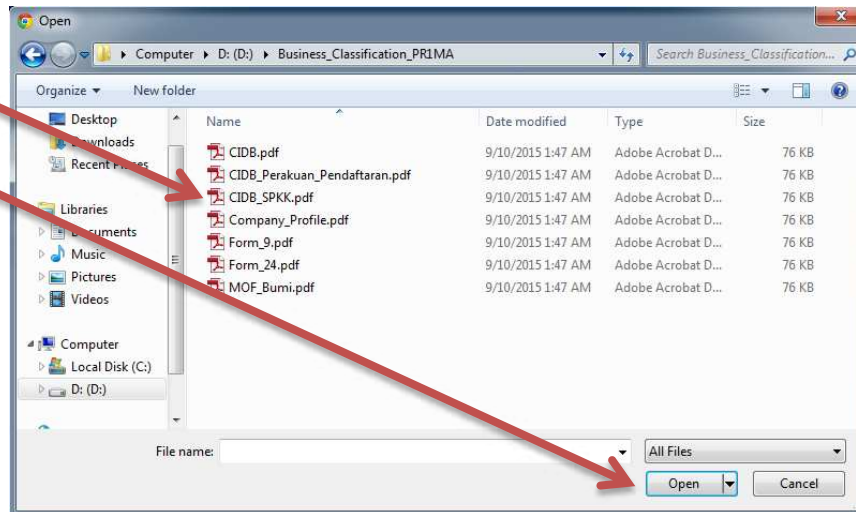 Open
Computer D: (D:) Business_Classification_PR1MA Search Business_Classification...
Organize New folder
Desktop
Downloads
Recent Places
Libraries
Documents
Music
Pictures
Videos
Computer
Local Disk (C:)
D: (D:)
Name Date modified Type Size
CIDB.pdf 9/10/2015 1:47 AM Adobe Acrobat D... 76 KB
CIDB_Perakuan_Pendaftaran.pdf 9/10/2015 1:47 AM Adobe Acrobat D... 76 KB
CIDB_SPKK.pdf 9/10/2015 1:47 AM Adobe Acrobat D... 76 KB
Company_Profile.pdf 9/10/2015 1:47 AM Adobe Acrobat D... 76 KB
Form_9.pdf 9/10/2015 1:47 AM Adobe Acrobat D... 76 KB
Form_24.pdf 9/10/2015 1:47 AM Adobe Acrobat D... 76 KB
MOF_Bumi.pdf 9/10/2015 1:47 AM Adobe Acrobat D... 76 KB
File name: All Files
Open Cancel